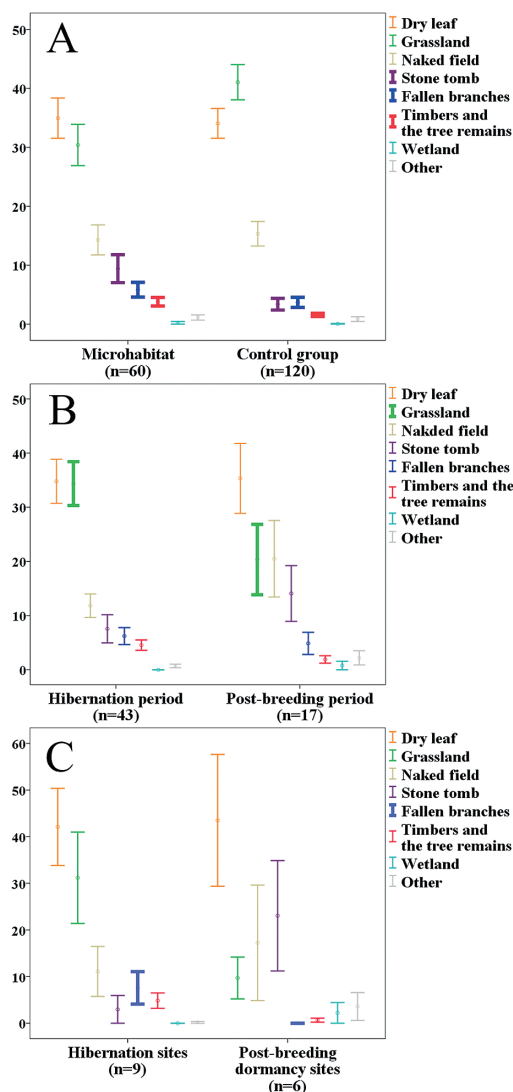 A
50
40
30
20
10
0
Microhabitat
(n=60)
Control group
(n=120)
Dry leaf
Grassland
Naked field
Stone tomb
Fallen branches
Timbers and
the tree remains
Wetland
Other
B
50
40
30
20
10
0
Hibernation period
(n=43)
Post-breeding period
(n=17)
Dry leaf
Grassland
Nakded field
Stone tomb
Fallen branches
Timbers and the
tree remains
Wetland
Other
C
60
50
40
30
20
10
0
Hibernation sites
(n=9)
Post-breeding
dormancy sites
(n=6)
Dry leaf
Grassland
Naked field
Stone tomb
Fallen branches
Timbers and
the tree remains
Wetland
Other